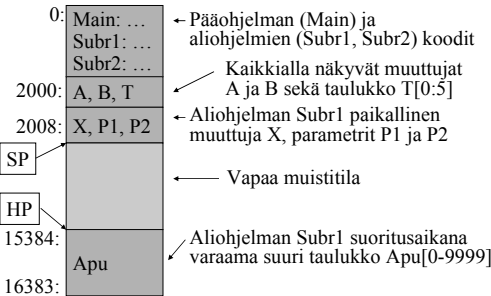 0:
Main: …
Subr1: …
Subr2: …
Pääohjelman (Main) ja
aliohjelmien (Subr1, Subr2) koodit
2000:
A, B, T
Kaikkialla näkyvät muuttujat
A ja B sekä taulukko T[0:5]
2008:
X, P1, P2
Aliohjelman Subr1 paikallinen
muuttuja X, parametrit P1 ja P2
SP
Vapaa muistitila
HP
15384:
Apu
Aliohjelman Subr1 suoritusaikana
varaama suuri taulukko Apu[0-9999]
16383: